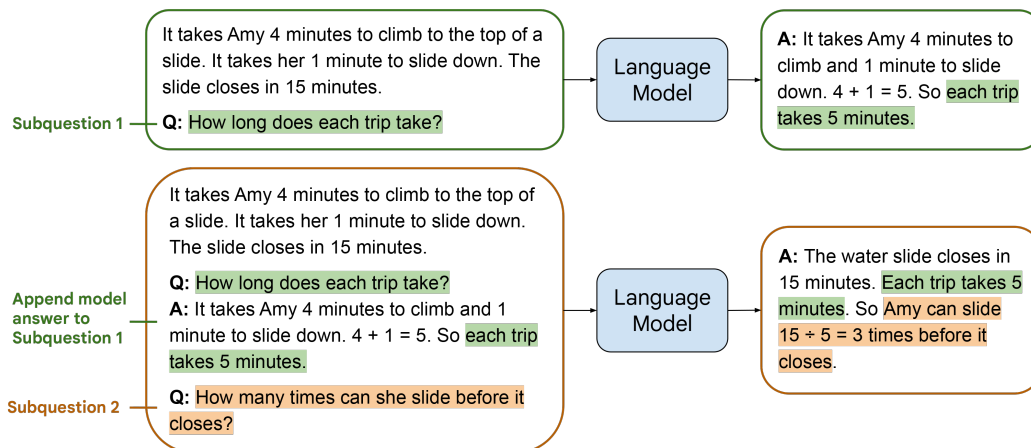 It takes Amy 4 minutes to climb to the top of a
slide. It takes her 1 minute to slide down. The
slide closes in 15 minutes.
Subsquestion 1
Q: How long does each trip take?
Language
Model
A: It takes Amy 4 minutes to
climb and 1 minute to slide
down. 4 + 1 = 5. So each trip
takes 5 minutes.
It takes Amy 4 minutes to climb to the top of
a slide. It takes her 1 minute to slide down.
The slide closes in 15 minutes.
Q: How long does each trip take?
Append model
answer to
Subquestion 1
A: It takes Amy 4 minutes to climb and 1
minute to slide down. 4 + 1 = 5. So each trip
takes 5 minutes.
Subquestion 2
Q: How many times can she slide before it
closes?
Language
Model
A: The water slide closes in
15 minutes. Each trip takes 5
minutes. So Amy can slide
15 ÷ 5 = 3 times before it
closes.